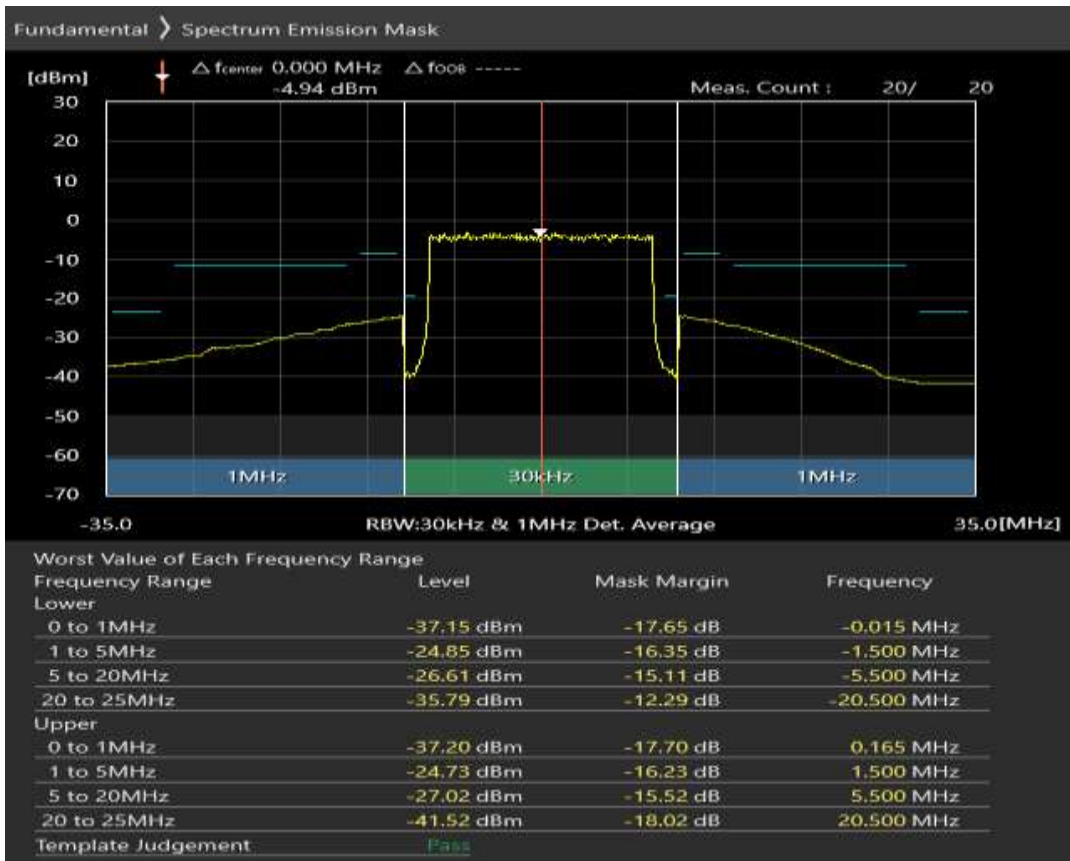 Fundamental ❯ Spectrum Emission Mask
[dBm] △ fcenter 0.000 MHz △ fOOB -----
-4.94 dBm Meas. Count : 20/ 20
30
20
10
0
-10
-20
-30
-40
-50
-60
1MHz 30kHz 1MHz
-70
-35.0 RBW:30kHz & 1MHz Det. Average 35.0[MHz]
Worst Value of Each Frequency Range
Frequency Range Level Mask Margin Frequency
Lower
0 to 1MHz -37.15 dBm -17.65 dB -0.015 MHz
1 to 5MHz -24.85 dBm -16.35 dB -1.500 MHz
5 to 20MHz -26.61 dBm -15.11 dB -5.500 MHz
20 to 25MHz -35.79 dBm -12.29 dB -20.500 MHz
Upper
0 to 1MHz -37.20 dBm -17.70 dB 0.165 MHz
1 to 5MHz -24.73 dBm -16.23 dB 1.500 MHz
5 to 20MHz -27.02 dBm -15.52 dB 5.500 MHz
20 to 25MHz -41.52 dBm -18.02 dB 20.500 MHz
Template Judgement Pass